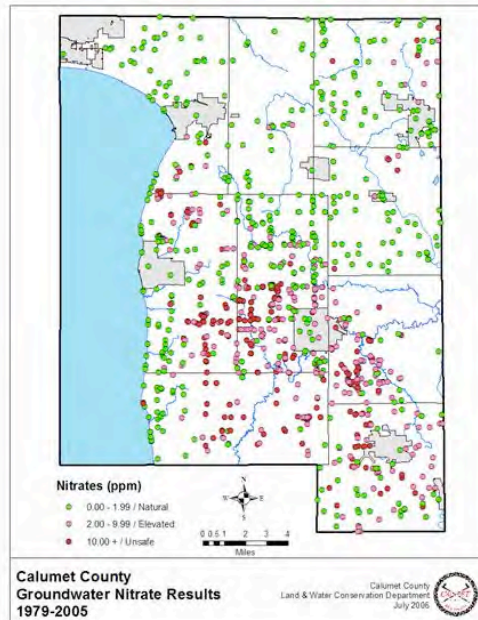 Nitrates (ppm)
0.00 - 1.99 / Natural
2.00 - 9.99 / Elevated
10.00 + / Unsafe
N
W E
S
0 0.5 1 2 3 4
Miles
Calumet County
Groundwater Nitrate Results
1979-2005
Calumet County
Land & Water Conservation Department
July 2006